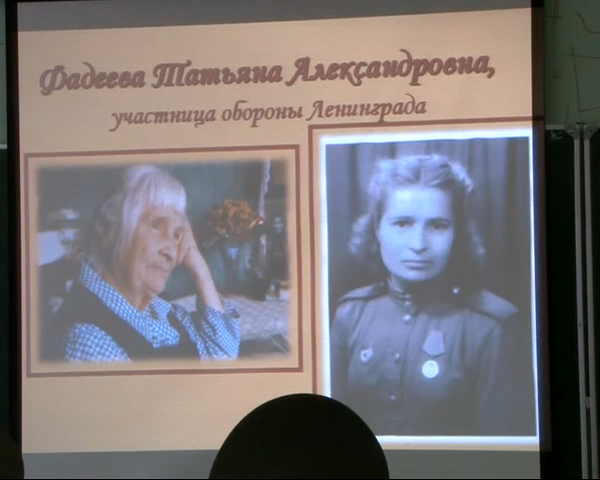 Фадеева Татьяна Александровна,
участница обороны Ленинграда